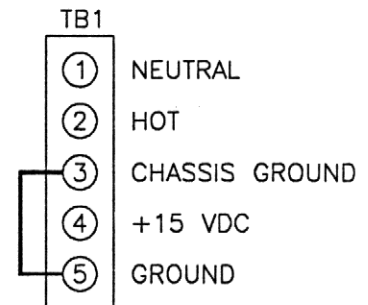 TB1
1 NEUTRAL
2 HOT
3 CHASSIS GROUND
4 +15 VDC
5 GROUND